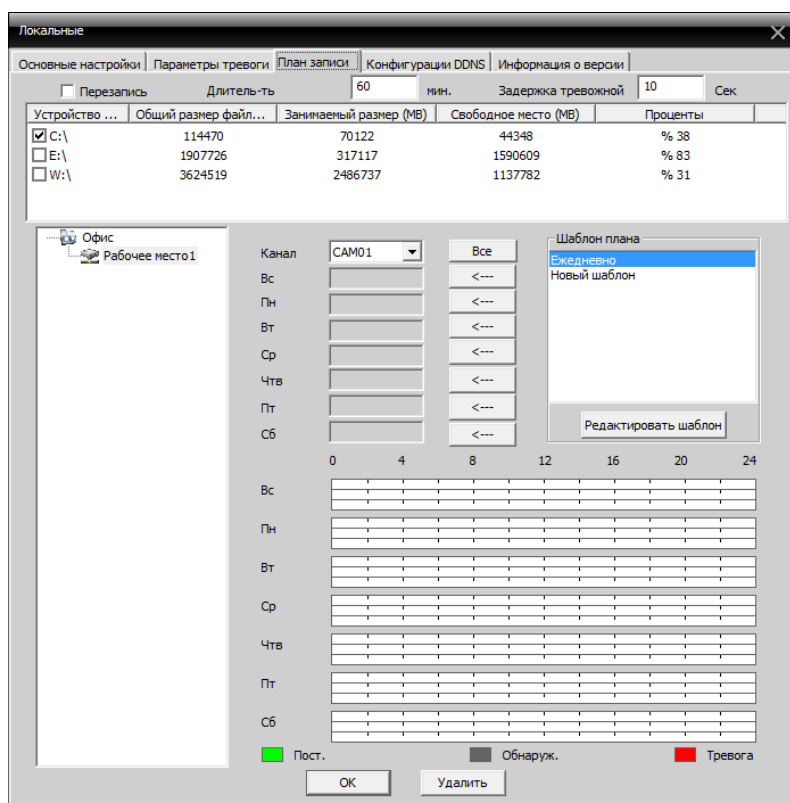 Локальные
Основные настройки Параметры тревоги План записи Конфигурации DDNS Информация о версии
Перезапись Длитель-ть 60 мин. Задержка тревожной 10 Сек
Устройство ... Общий размер файл... Занимаемый размер (МВ) Свободное место (МВ) Проценты
C:\ 114470 70122 44348 % 38
E:\ 1907726 317117 1590609 % 83
W:\ 3624519 2486737 1137782 % 31
Офис
Рабочее место1
Канал CAM01 Все
Вс <---
Пн <---
Вт <---
Ср <---
Чтв <---
Пт <---
Сб <---
Шаблон плана
Ежедневно
Новый шаблон
Редактировать шаблон
0 4 8 12 16 20 24
Вс
Пн
Вт
Ср
Чтв
Пт
Сб
Пост. Обнаруж. Тревога
ОК Удалить